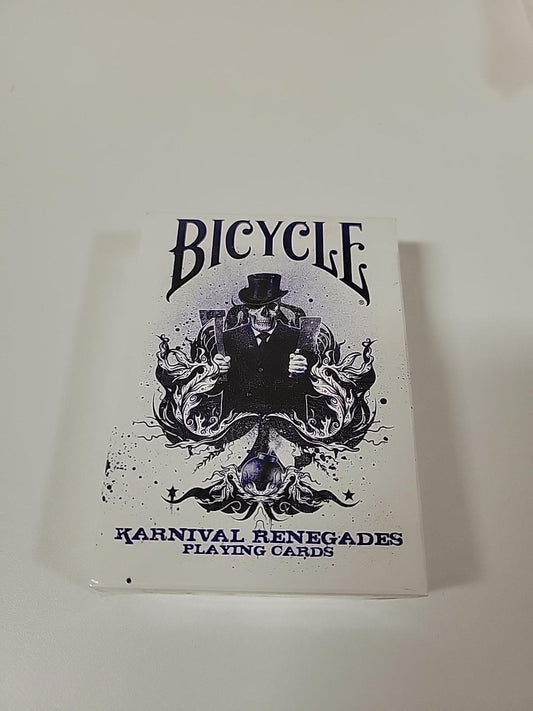 BICYCLE®
KARNIVAL RENEGADES
PLAYING CARDS